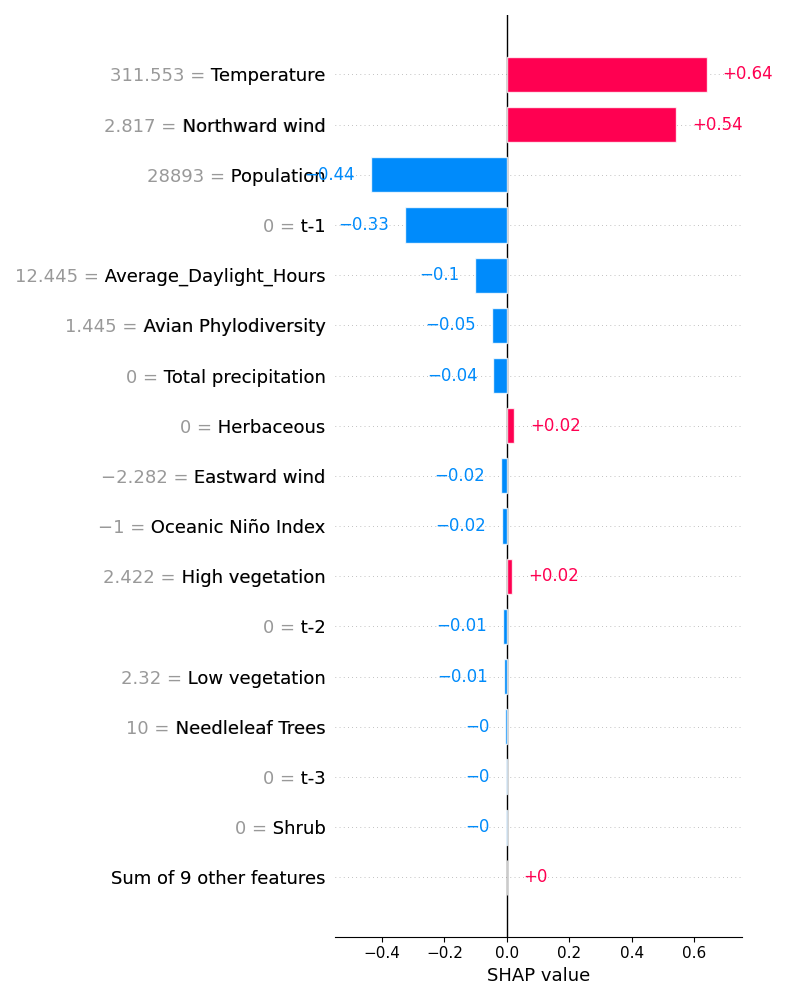 311.553 = Temperature +0.64
2.817 = Northward wind +0.54
28893 = Population −0.44
0 = t-1 −0.33
12.445 = Average_Daylight_Hours −0.1
1.445 = Avian Phylodiversity −0.05
0 = Total precipitation −0.04
0 = Herbaceous +0.02
−2.282 = Eastward wind −0.02
−1 = Oceanic Niño Index −0.02
2.422 = High vegetation +0.02
0 = t-2 −0.01
2.32 = Low vegetation −0.01
10 = Needleleaf Trees −0
0 = t-3 −0
0 = Shrub −0
Sum of 9 other features +0
−0.4 −0.2 0.0 0.2 0.4 0.6
SHAP value